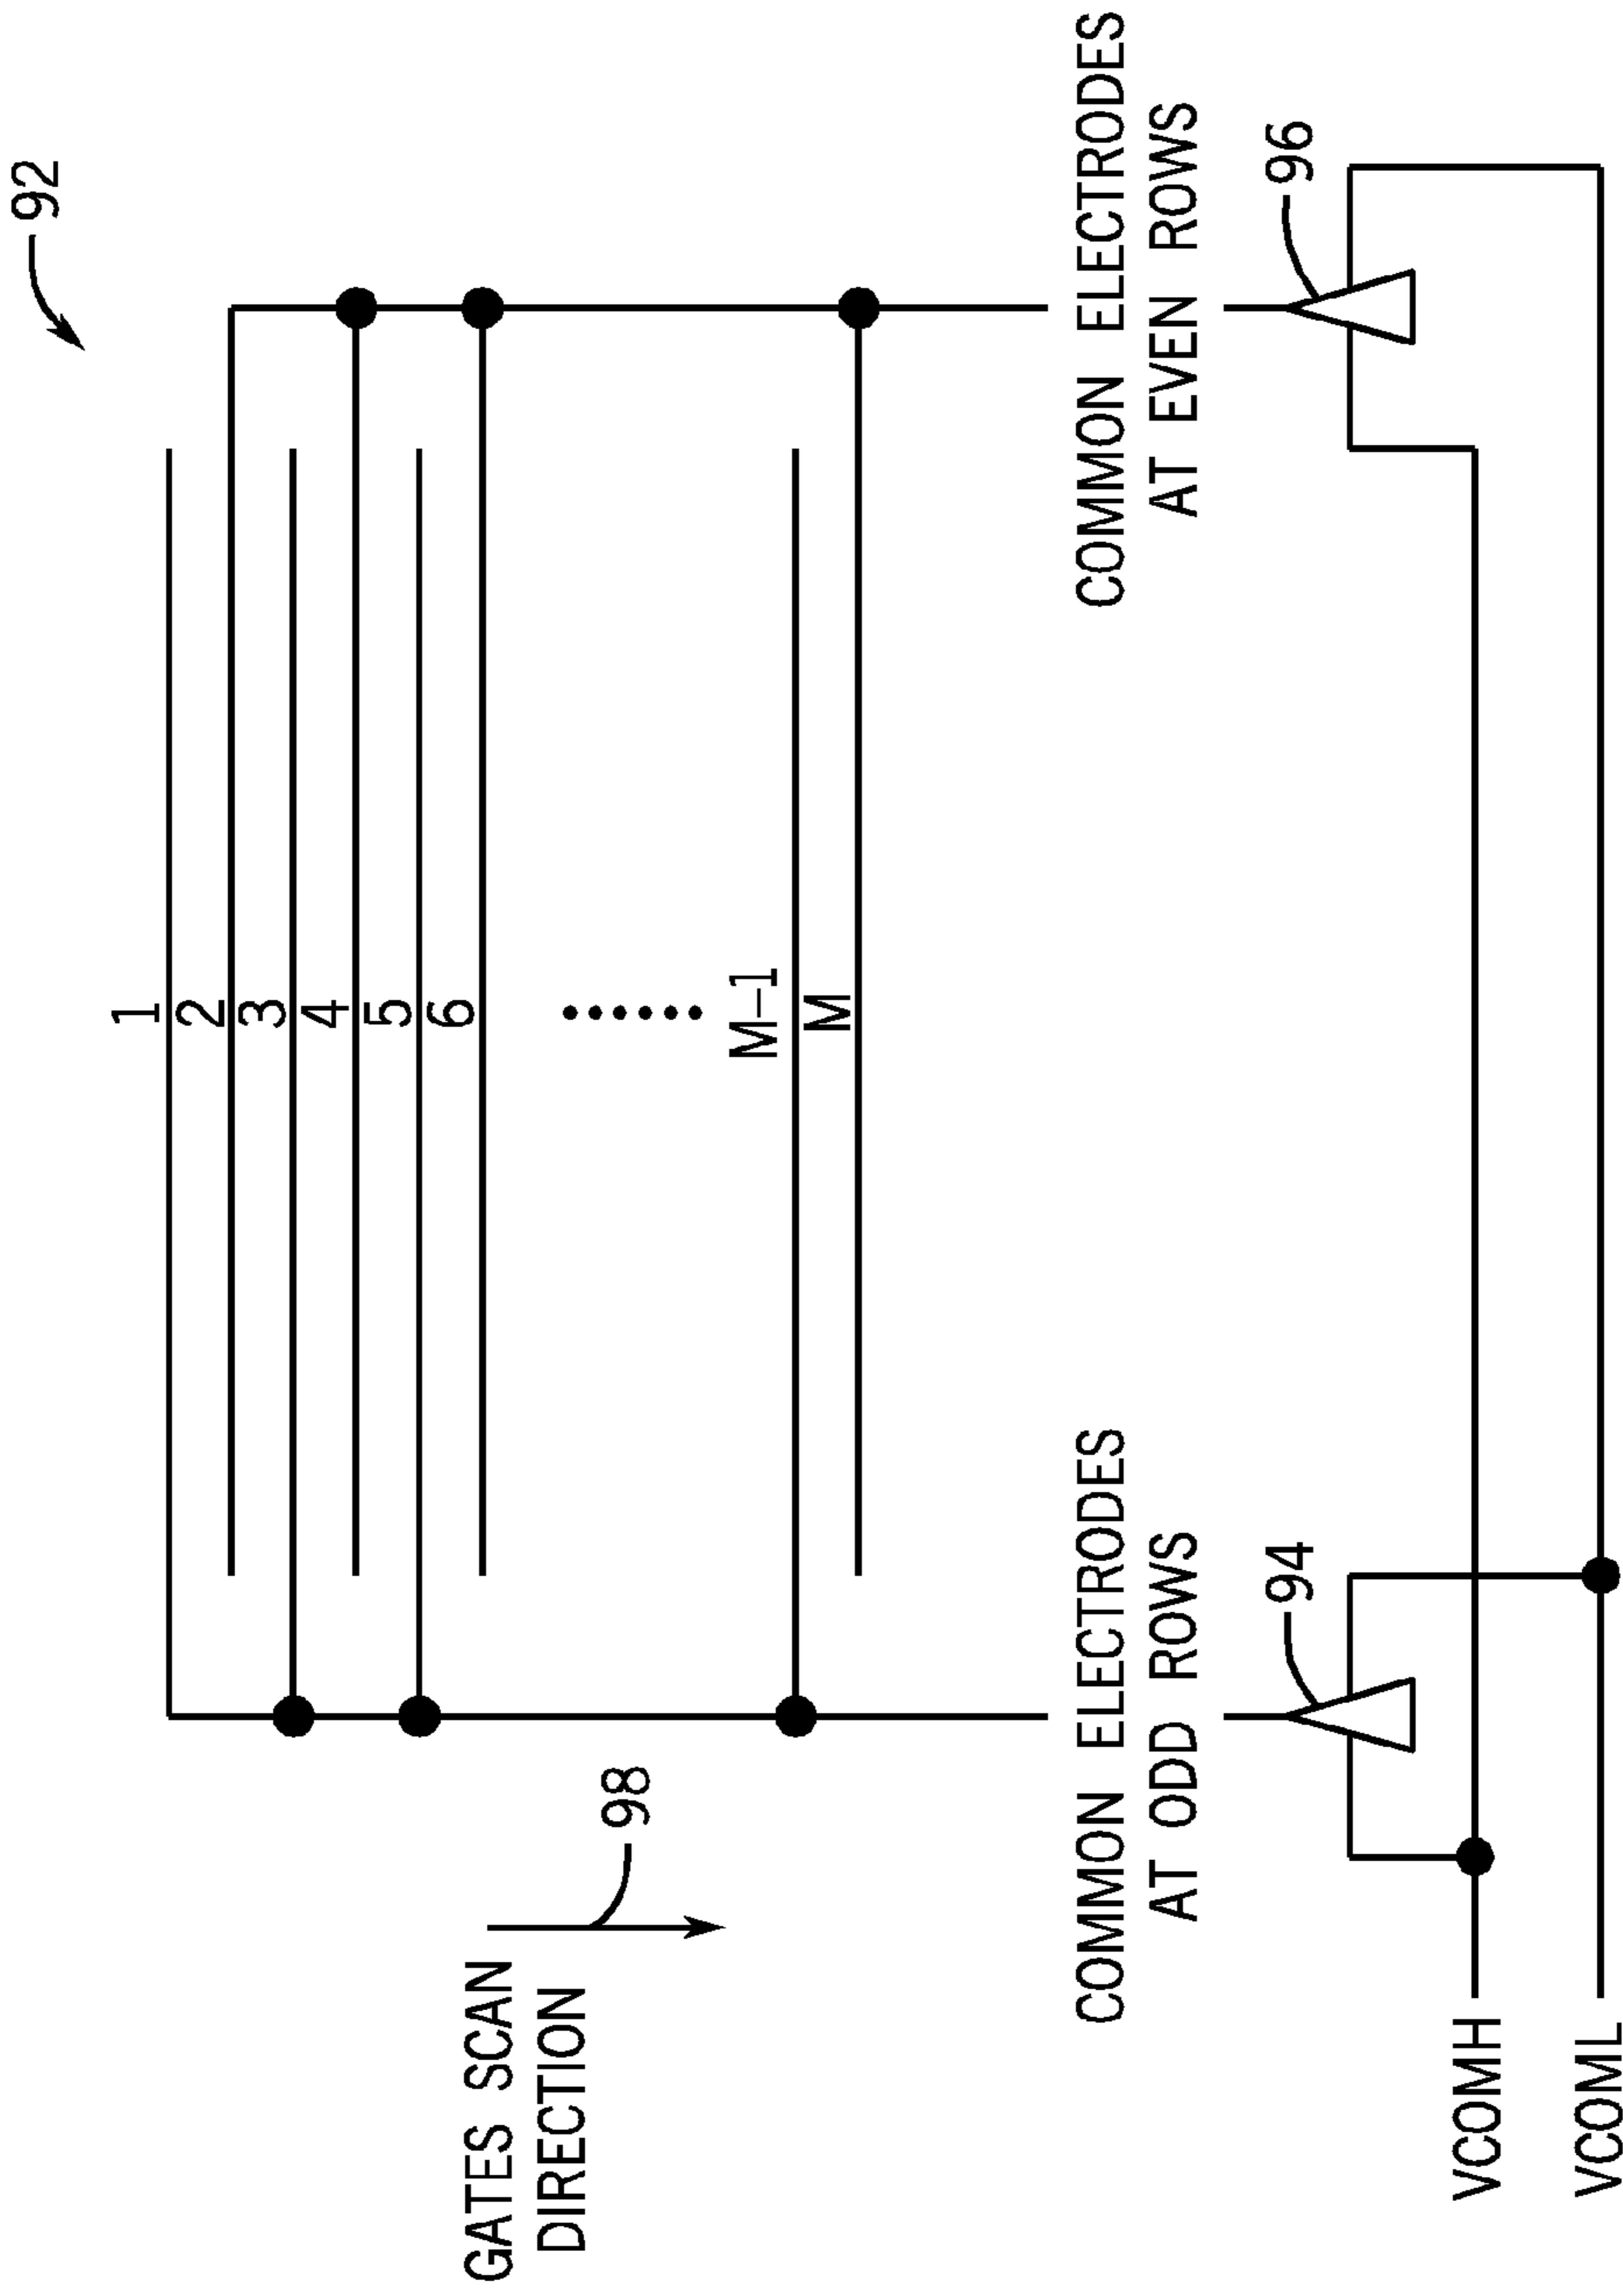 92
1
2
3
4
5
6
M–1
M
GATES SCAN
DIRECTION
98
COMMON ELECTRODES
AT ODD ROWS
COMMON ELECTRODES
AT EVEN ROWS
94
96
VCOMH
VCOML